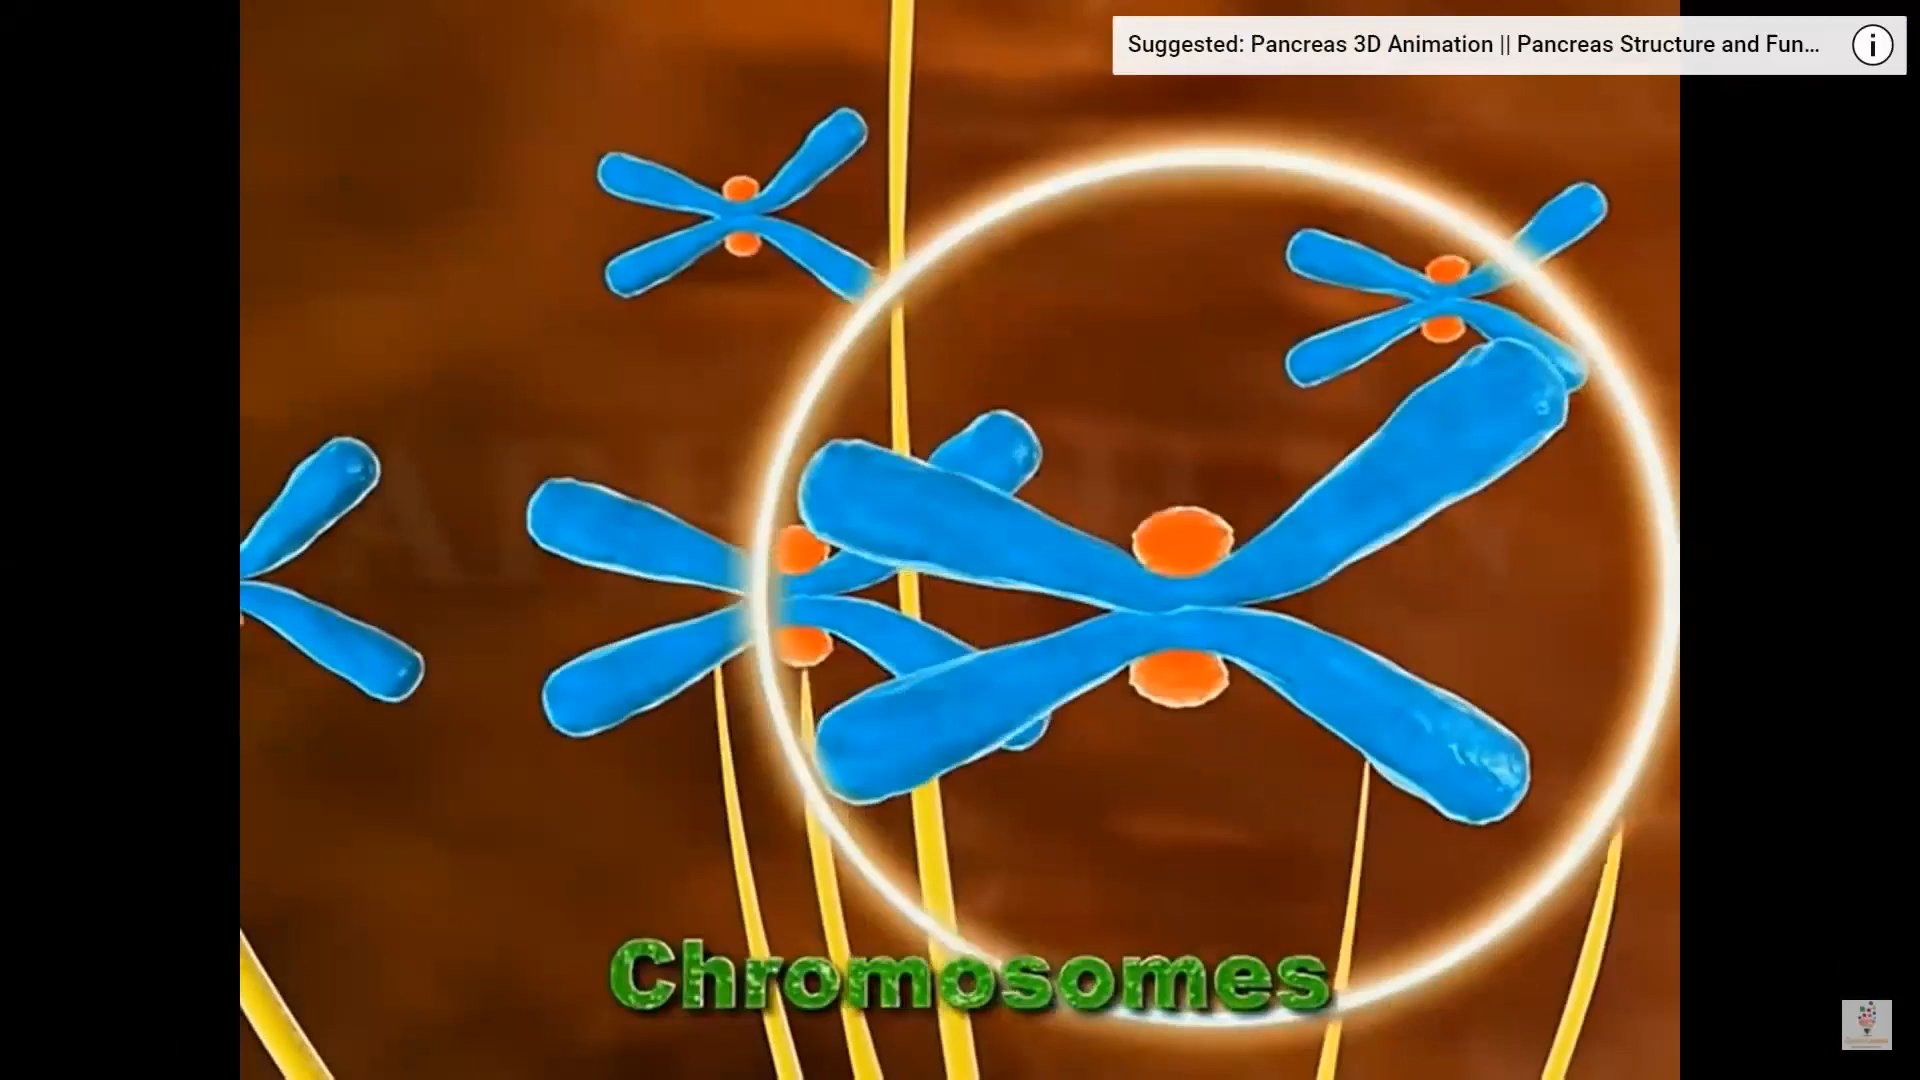 Suggested: Pancreas 3D Animation || Pancreas Structure and Fun...
Chromosomes